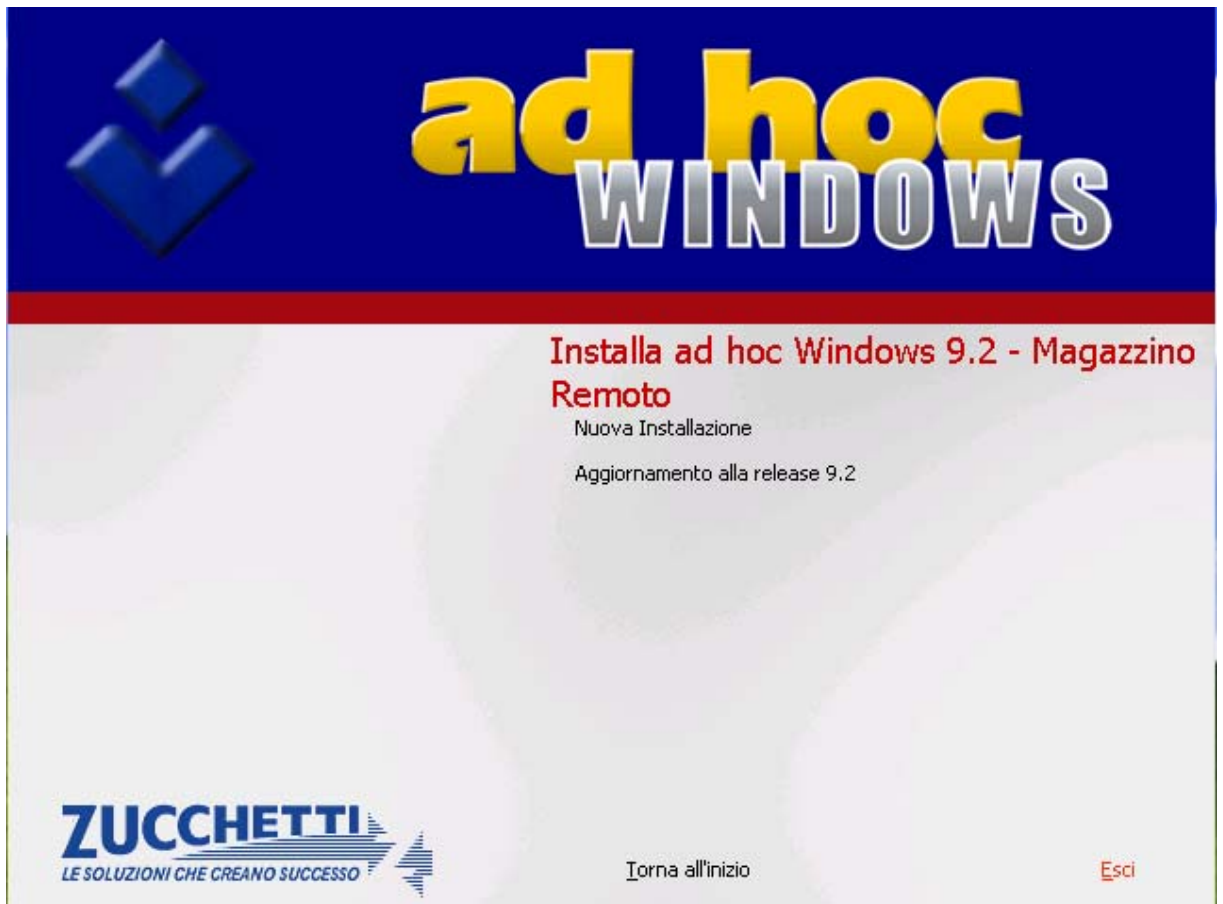 ad hoc
WINDOWS
Installa ad hoc Windows 9.2 - Magazzino
Remoto
Nuova Installazione
Aggiornamento alla release 9.2
ZUCCHETTI
LE SOLUZIONI CHE CREANO SUCCESSO
Torna all'inizio
Esci